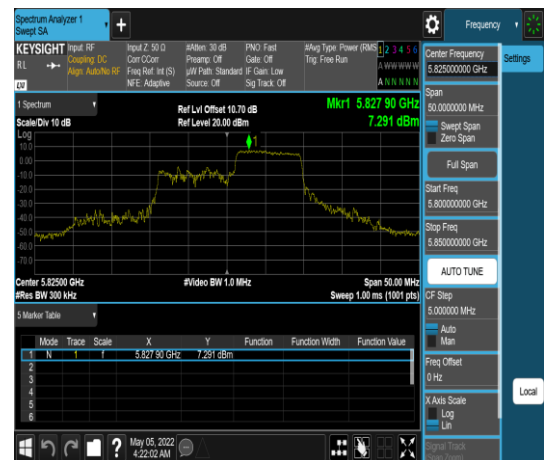 Spectrum Analyzer 1
Swept SA
+
Frequency
KEYSIGHT
RL
Input: RF
Coupling: DC
Align: Auto/No RF
Input Z: 50 Ω
Corr CCorr
Freq Ref: Int (S)
NFE: Adaptive
#Atten: 30 dB
Preamp: Off
µW Path: Standard
Source: Off
PNO: Fast
Gate: Off
IF Gain: Low
Sig Track: Off
#Avg Type: Power (RMS
Trig: Free Run
1 2 3 4 5 6
A W W W W W
A N N N N N
1 Spectrum
Scale/Div 10 dB
Ref Lvl Offset 10.70 dB
Ref Level 20.00 dBm
Mkr1 5.827 90 GHz
7.291 dBm
Log
10.0
0.00
-10.0
-20.0
-30.0
-40.0
-50.0
-60.0
-70.0
1
Center 5.82500 GHz
#Res BW 300 kHz
#Video BW 1.0 MHz
Span 50.00 MHz
Sweep 1.00 ms (1001 pts)
5 Marker Table
Mode Trace Scale X Y Function Function Width Function Value
1 N 1 f 5.827 90 GHz 7.291 dBm
2
3
4
5
6
?
May 05, 2022
4:22:02 AM
Center Frequency
5.825000000 GHz
Settings
Span
50.0000000 MHz
Swept Span
Zero Span
Full Span
Start Freq
5.800000000 GHz
Stop Freq
5.850000000 GHz
AUTO TUNE
CF Step
5.000000 MHz
Auto
Man
Freq Offset
0 Hz
Local
X Axis Scale
Log
Lin
Signal Track
(Span Zoom)